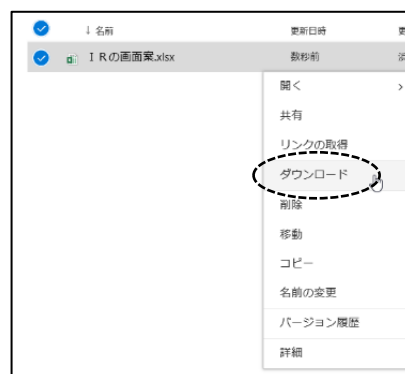 ↓ 名前 更新日時 更
ＩＲの画面案.xlsx 数秒前
開く
共有
リンクの取得
ダウンロード
削除
移動
コピー
名前の変更
バージョン履歴
詳細